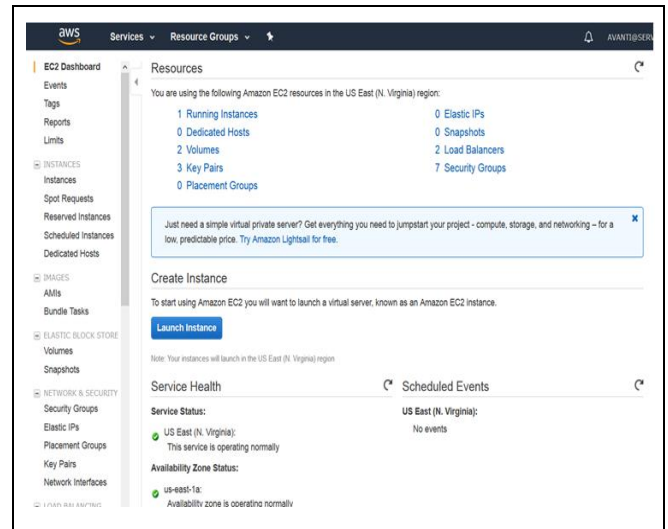 aws Services Resource Groups AVANTI@SERV
EC2 Dashboard
Events
Tags
Reports
Limits
INSTANCES
Instances
Spot Requests
Reserved Instances
Scheduled Instances
Dedicated Hosts
IMAGES
AMIs
Bundle Tasks
ELASTIC BLOCK STORE
Volumes
Snapshots
NETWORK & SECURITY
Security Groups
Elastic IPs
Placement Groups
Key Pairs
Network Interfaces
LOAD BALANCING
Resources
You are using the following Amazon EC2 resources in the US East (N. Virginia) region:
1 Running Instances
0 Dedicated Hosts
2 Volumes
3 Key Pairs
0 Placement Groups
0 Elastic IPs
0 Snapshots
2 Load Balancers
7 Security Groups
Just need a simple virtual private server? Get everything you need to jumpstart your project - compute, storage, and networking – for a
low, predictable price. Try Amazon Lightsail for free.
Create Instance
To start using Amazon EC2 you will want to launch a virtual server, known as an Amazon EC2 instance.
Launch Instance
Note: Your instances will launch in the US East (N. Virginia) region
Service Health
Service Status:
US East (N. Virginia):
This service is operating normally
Availability Zone Status:
us-east-1a:
Availability zone is operating normally
Scheduled Events
US East (N. Virginia):
No events